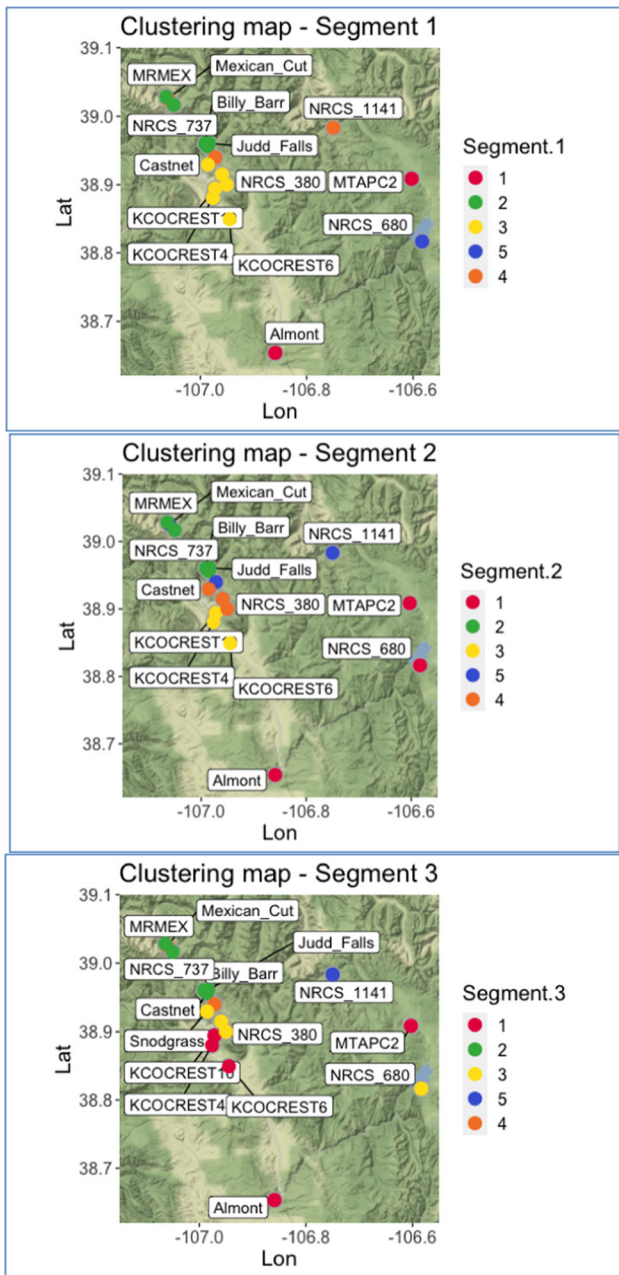 Clustering map - Segment 1
39.1
39.0
38.9
38.8
38.7
Lat
MRMEX
Mexican_Cut
Billy_Barr
NRCS_1141
NRCS_737
Judd_Falls
Castnet
NRCS_380
MTAPC2
KCOCREST1
NRCS_680
KCOCREST4
KCOCREST6
Almont
-107.0
-106.8
-106.6
Lon
Segment.1
1
2
3
5
4
Clustering map - Segment 2
39.1
39.0
38.9
38.8
38.7
Lat
MRMEX
Mexican_Cut
Billy_Barr
NRCS_1141
NRCS_737
Judd_Falls
Castnet
NRCS_380
MTAPC2
KCOCREST1
NRCS_680
KCOCREST4
KCOCREST6
Almont
-107.0
-106.8
-106.6
Lon
Segment.2
1
2
3
5
4
Clustering map - Segment 3
39.1
39.0
38.9
38.8
38.7
Lat
Mexican_Cut
MRMEX
Judd_Falls
NRCS_737
Billy_Barr
NRCS_1141
Castnet
NRCS_380
Snodgrass
MTAPC2
KCOCREST10
NRCS_680
KCOCREST4
KCOCREST6
Almont
-107.0
-106.8
-106.6
Lon
Segment.3
1
2
3
5
4